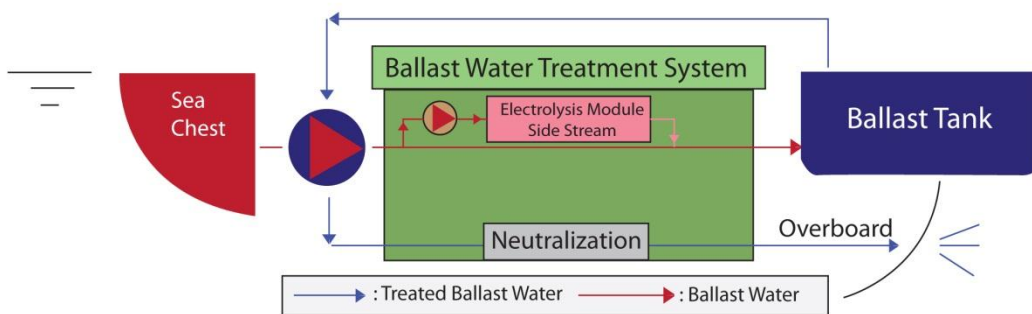 Ballast Water Treatment System
Sea
Chest
Electrolysis Module
Side Stream
Ballast Tank
Neutralization
Overboard
: Treated Ballast Water
: Ballast Water